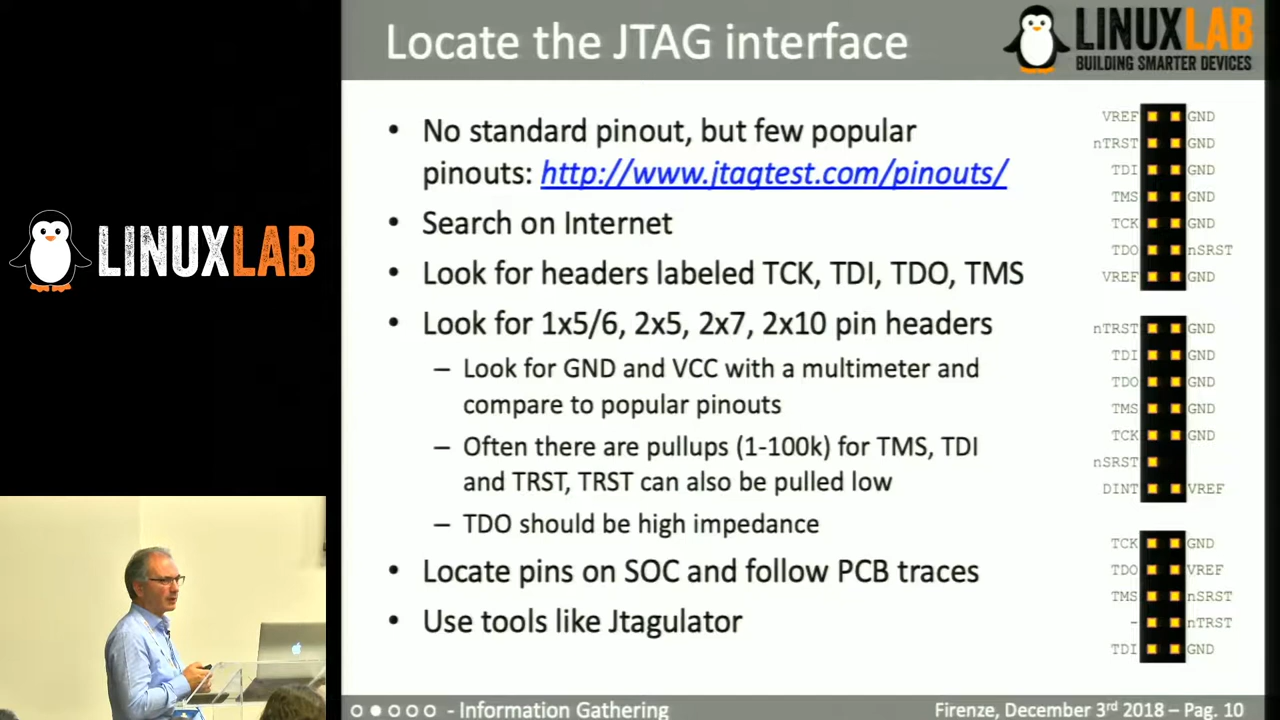 Locate the JTAG interface
LINUXLAB
BUILDING SMARTER DEVICES
LINUXLAB
• No standard pinout, but few popular
pinouts: http://www.jtagtest.com/pinouts/
• Search on Internet
• Look for headers labeled TCK, TDI, TDO, TMS
• Look for 1x5/6, 2x5, 2x7, 2x10 pin headers
– Look for GND and VCC with a multimeter and
compare to popular pinouts
– Often there are pullups (1-100k) for TMS, TDI
and TRST, TRST can also be pulled low
– TDO should be high impedance
• Locate pins on SOC and follow PCB traces
• Use tools like Jtagulator
VREF GND
nTRST GND
TDI GND
TMS GND
TCK GND
TDO nSRST
VREF GND
nTRST GND
TDI GND
TDO GND
TMS GND
TCK GND
nSRST
DINT VREF
TCK GND
TDO VREF
TMS nSRST
- nTRST
TDI GND
- Information Gathering
Firenze, December 3rd 2018 – Pag. 10